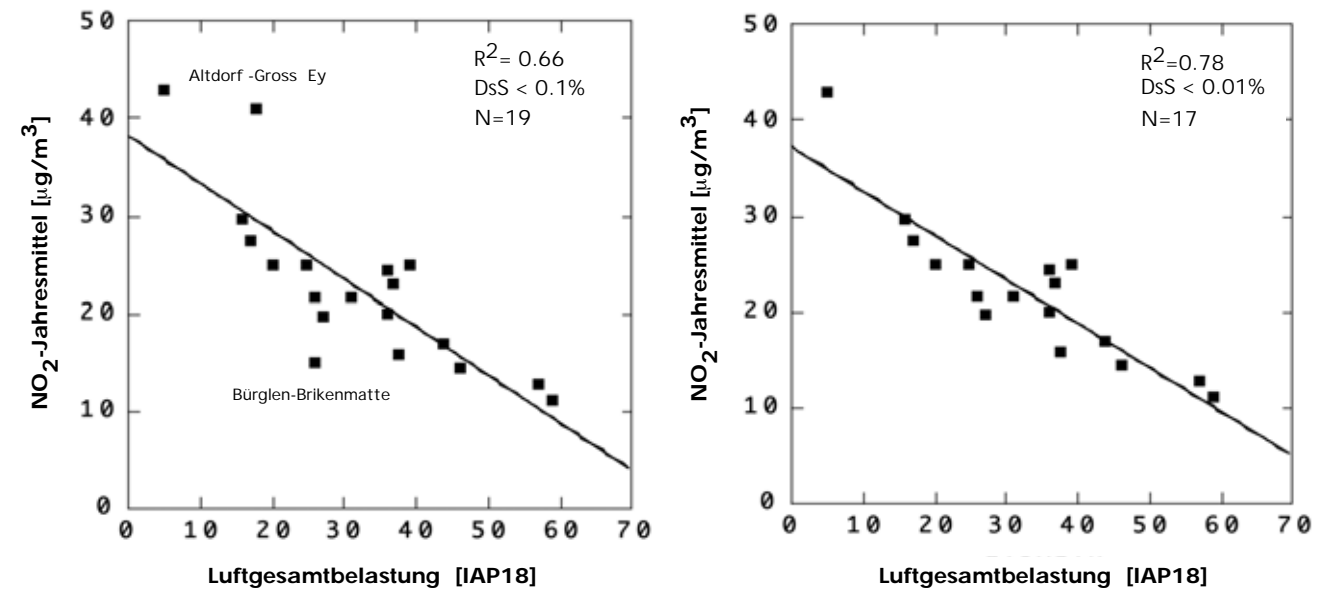 50
40
30
20
10
0
0 10 20 30 40 50 60 70
NO2-Jahresmittel [µg/m3]
Altdorf -Gross Ey
R2= 0.66
DsS < 0.1%
N=19
Bürglen-Brikenmatte
Luftgesamtbelastung [IAP18]
50
40
30
20
10
0
0 10 20 30 40 50 60 70
NO2-Jahresmittel [µg/m3]
R2=0.78
DsS < 0.01%
N=17
Luftgesamtbelastung [IAP18]